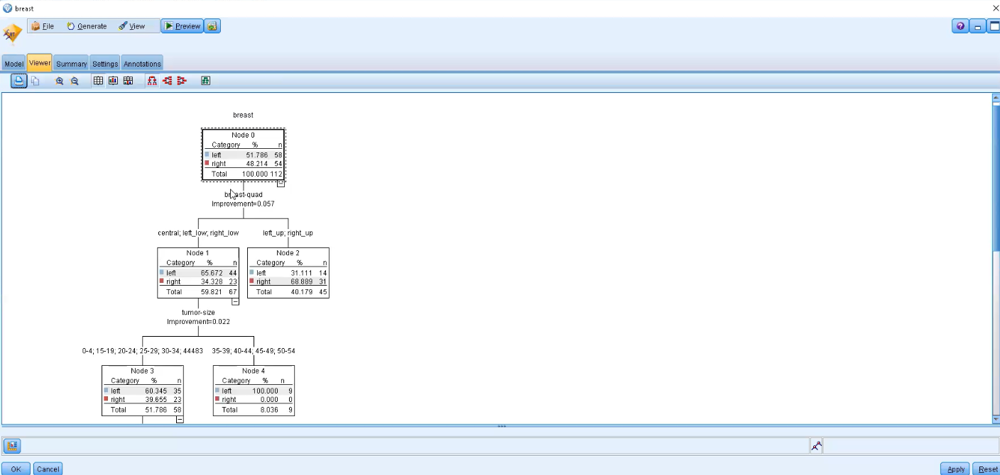 breast
File Generate View Preview
Model Viewer Summary Settings Annotations
breast
Node 0
Category % n
left 51.786 58
right 48.214 54
Total 100.000 112
breast-quad
Improvement=0.057
central; left_low; right_low
left_up; right_up
Node 1
Category % n
left 65.672 44
right 34.328 23
Total 59.821 67
Node 2
Category % n
left 31.111 14
right 68.889 31
Total 40.179 45
tumor-size
Improvement=0.022
0-4; 15-19; 20-24; 25-29; 30-34; 44483
35-39; 40-44; 45-49; 50-54
Node 3
Category % n
left 60.345 35
right 39.655 23
Total 51.786 58
Node 4
Category % n
left 100.000 9
right 0.000 0
Total 8.036 9
OK Cancel Apply Reset